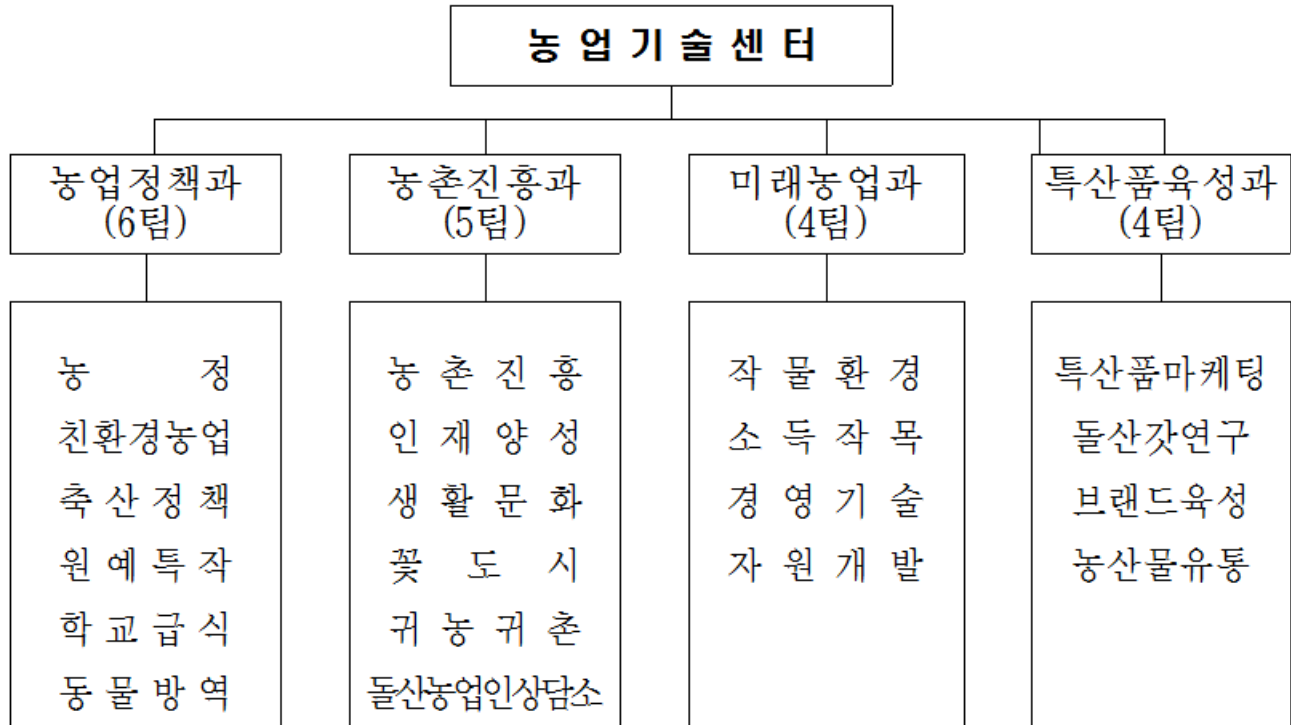 농 업 기 술 센 터
농업정책과
(6팀)
농 정
친환경농업
축 산 정 책
원 예 특 작
학 교 급 식
동 물 방 역
농촌진흥과
(5팀)
농 촌 진 흥
인 재 양 성
생 활 문 화
꽃 도 시
귀 농 귀 촌
돌산농업인상담소
미래농업과
(4팀)
작 물 환 경
소 득 작 목
경 영 기 술
자 원 개 발
특산품육성과
(4팀)
특산품마케팅
돌산갓연구
브랜드육성
농산물유통